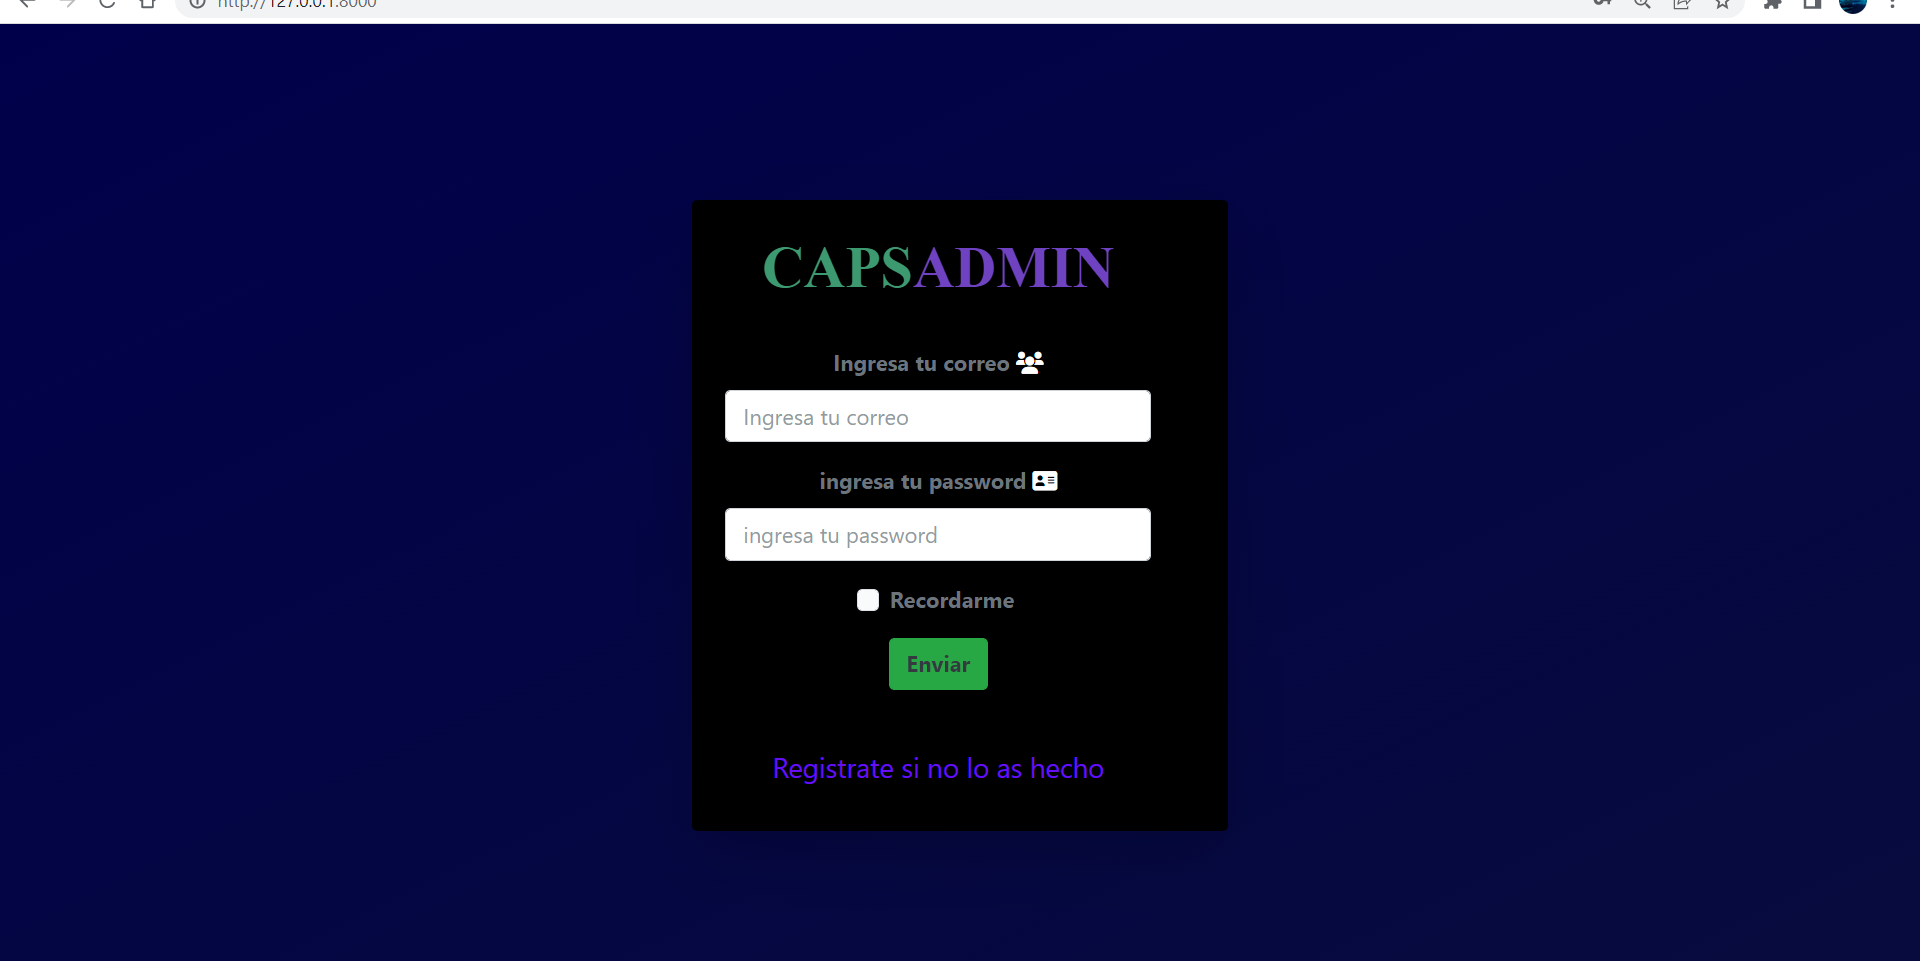 http://127.0.0.1:8000
CAPSADMIN
Ingresa tu correo
Ingresa tu correo
ingresa tu password
ingresa tu password
Recordarme
Enviar
Registrate si no lo as hecho